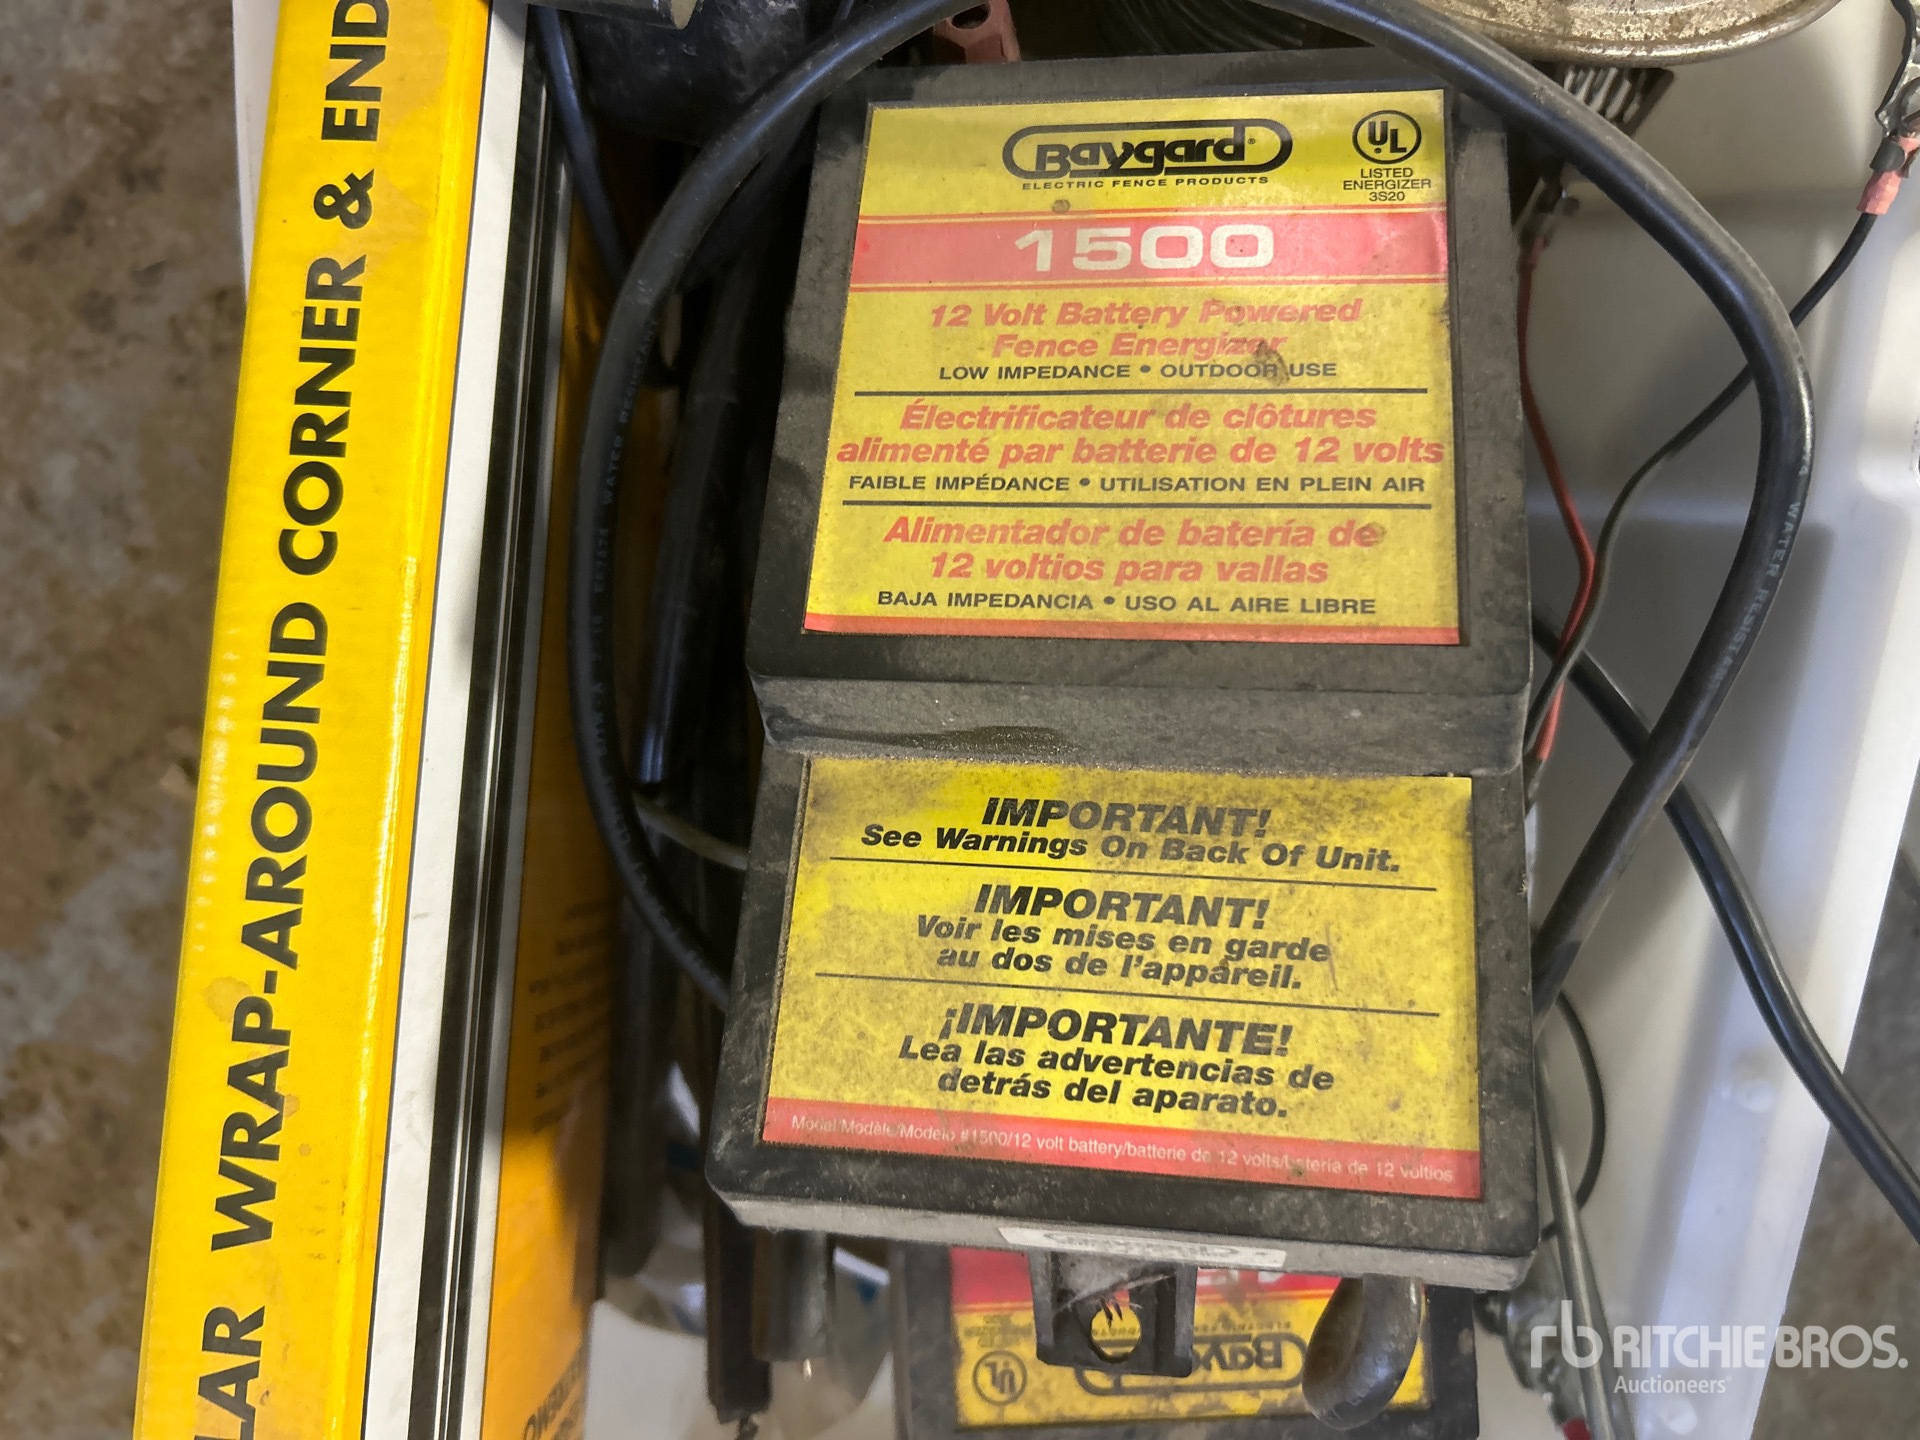 LAR WRAP-AROUND CORNER & END
Baygard®
ELECTRIC FENCE PRODUCTS
UL
LISTED
ENERGIZER
3S20
1500
12 Volt Battery Powered
Fence Energizer
LOW IMPEDANCE • OUTDOOR USE
Électrificateur de clôtures
alimenté par batterie de 12 volts
FAIBLE IMPÉDANCE • UTILISATION EN PLEIN AIR
Alimentador de batería de
12 voltios para vallas
BAJA IMPEDANCIA • USO AL AIRE LIBRE
IMPORTANT!
See Warnings On Back Of Unit.
IMPORTANT!
Voir les mises en garde
au dos de l'appareil.
¡IMPORTANTE!
Lea las advertencias de
detrás del aparato.
Model/Modèle/Modelo #1500/12 volt battery/batterie de 12 volts/batería de 12 voltios
WATER RESISTANT
UL
Baygard
rb RITCHIE BROS.
Auctioneers